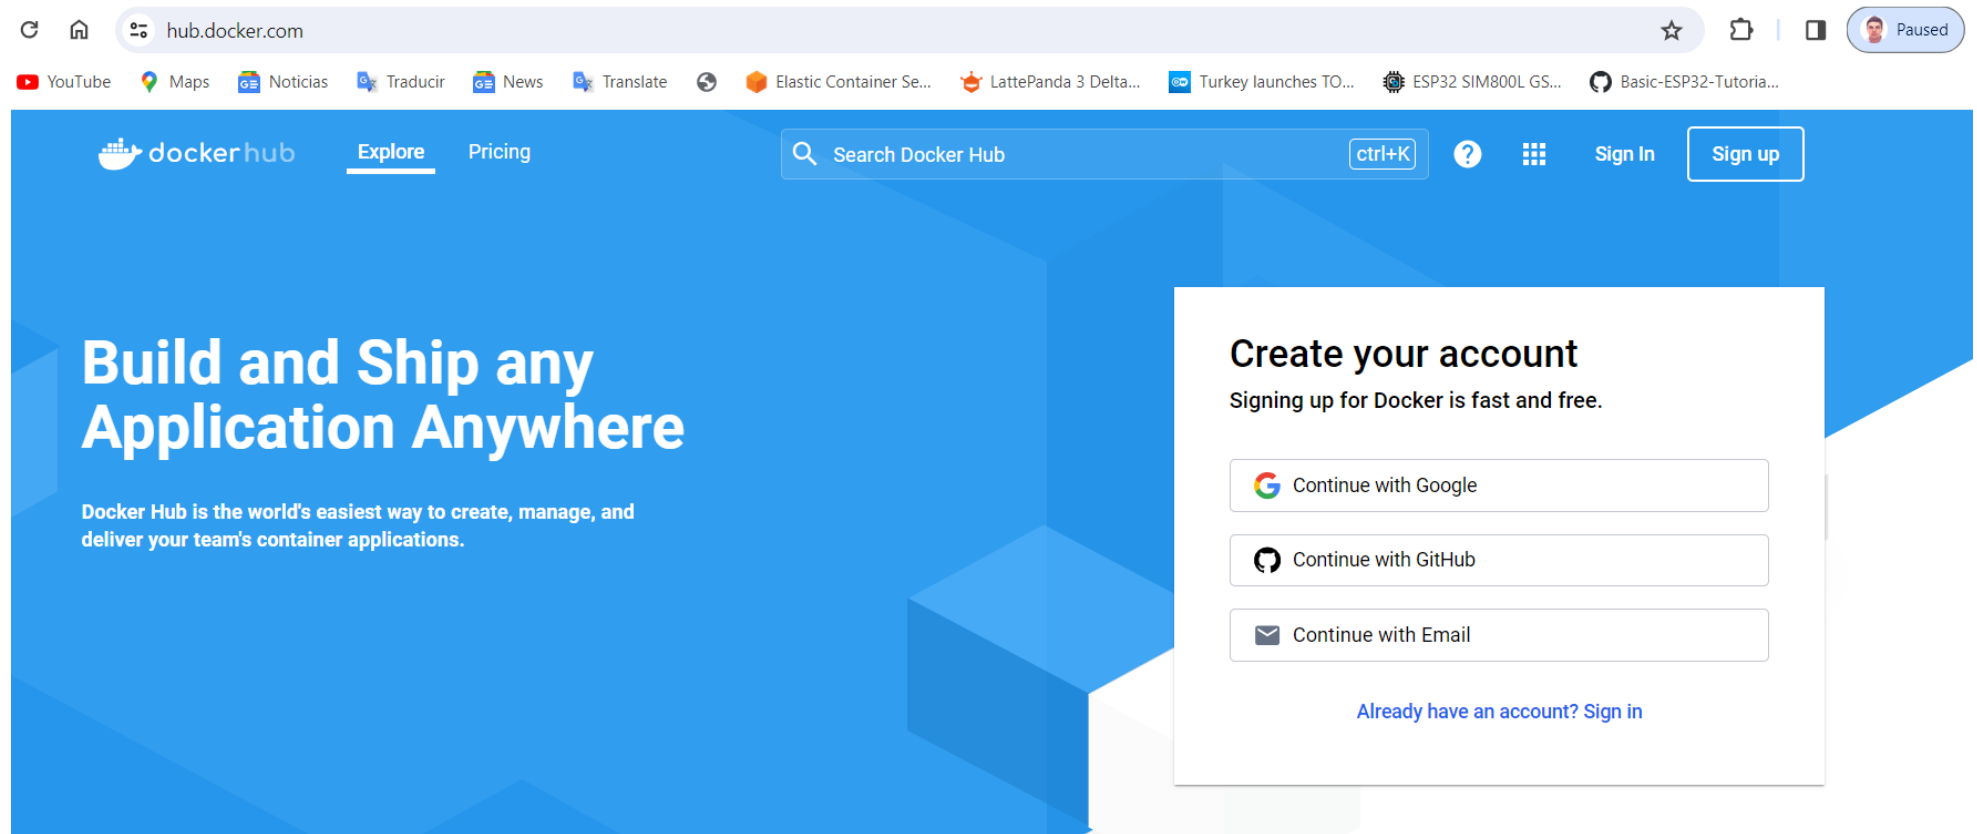 hub.docker.com
Paused
YouTube Maps Noticias Traducir News Translate Elastic Container Se... LattePanda 3 Delta... Turkey launches TO... ESP32 SIM800L GS... Basic-ESP32-Tutoria...
dockerhub Explore Pricing Search Docker Hub ctrl+K Sign In Sign up
Build and Ship any
Application Anywhere
Docker Hub is the world's easiest way to create, manage, and
deliver your team's container applications.
Create your account
Signing up for Docker is fast and free.
Continue with Google
Continue with GitHub
Continue with Email
Already have an account? Sign in